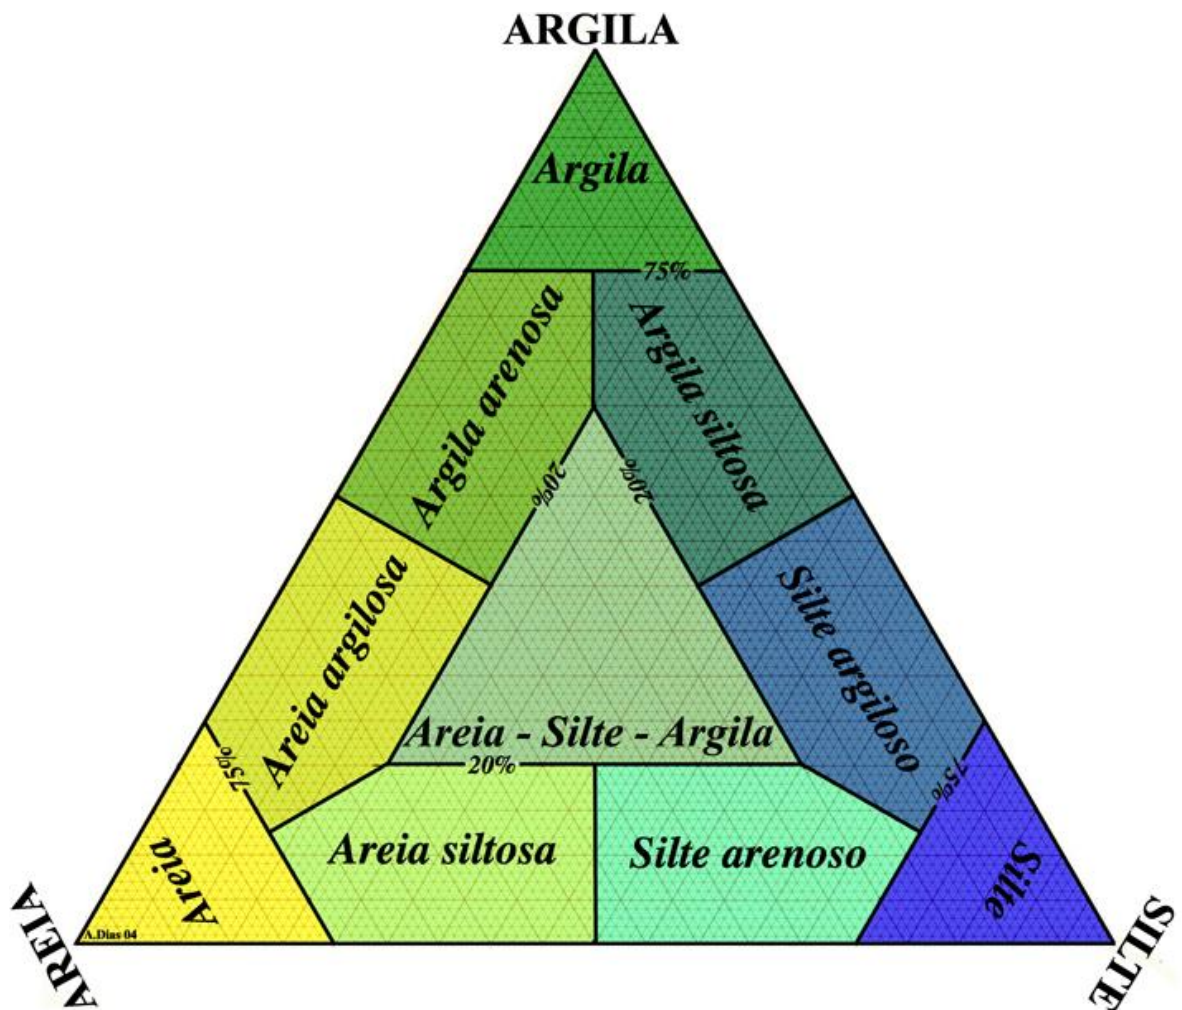 ARGILA
Argila
75%
Argila arenosa
Argila siltosa
20%
20%
Areia argilosa
Silte argiloso
Areia - Silte - Argila
20%
75%
75%
Areia siltosa
Silte arenoso
Areia
Silte
A.Dias 04
AREIA
SILTE